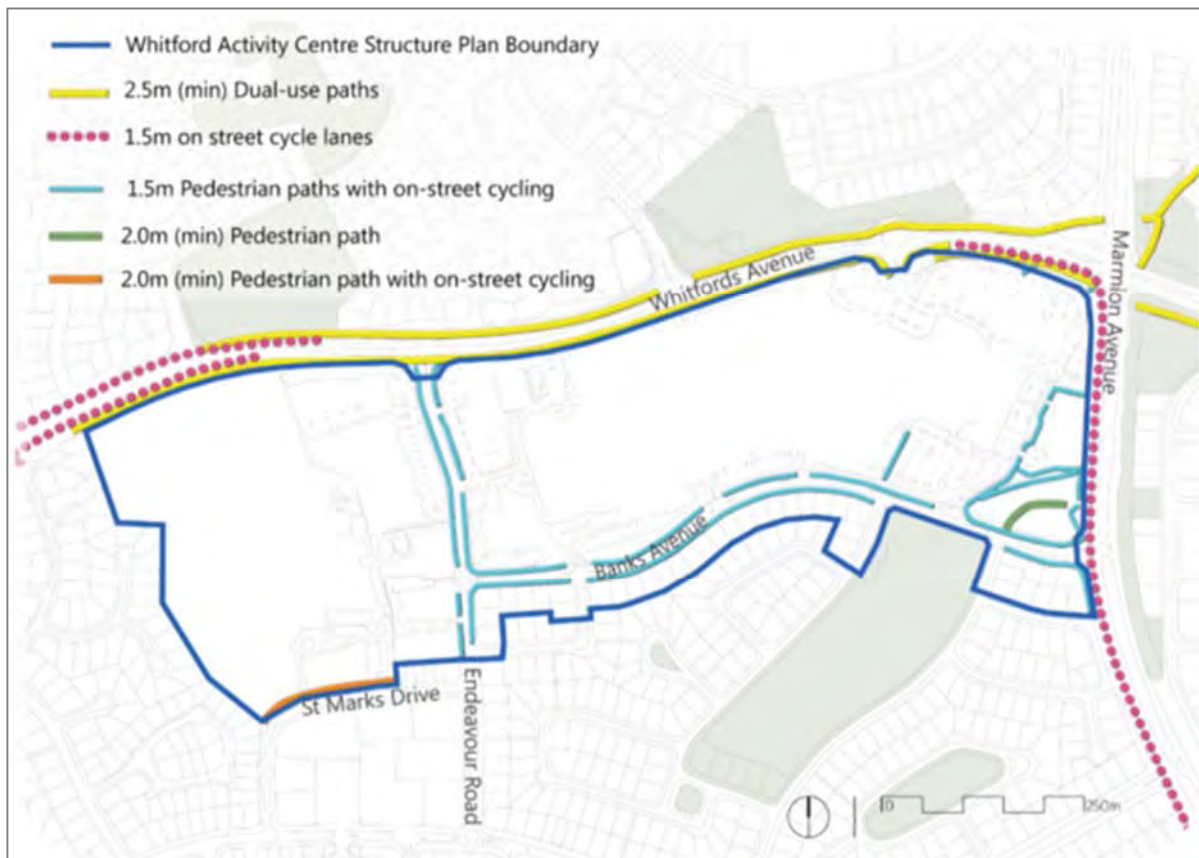 Whitford Activity Centre Structure Plan Boundary
2.5m (min) Dual-use paths
1.5m on street cycle lanes
1.5m Pedestrian paths with on-street cycling
2.0m (min) Pedestrian path
2.0m (min) Pedestrian path with on-street cycling
Whitfords Avenue
Marmion Avenue
Banks Avenue
St Marks Drive
Endeavour Road
0
250m